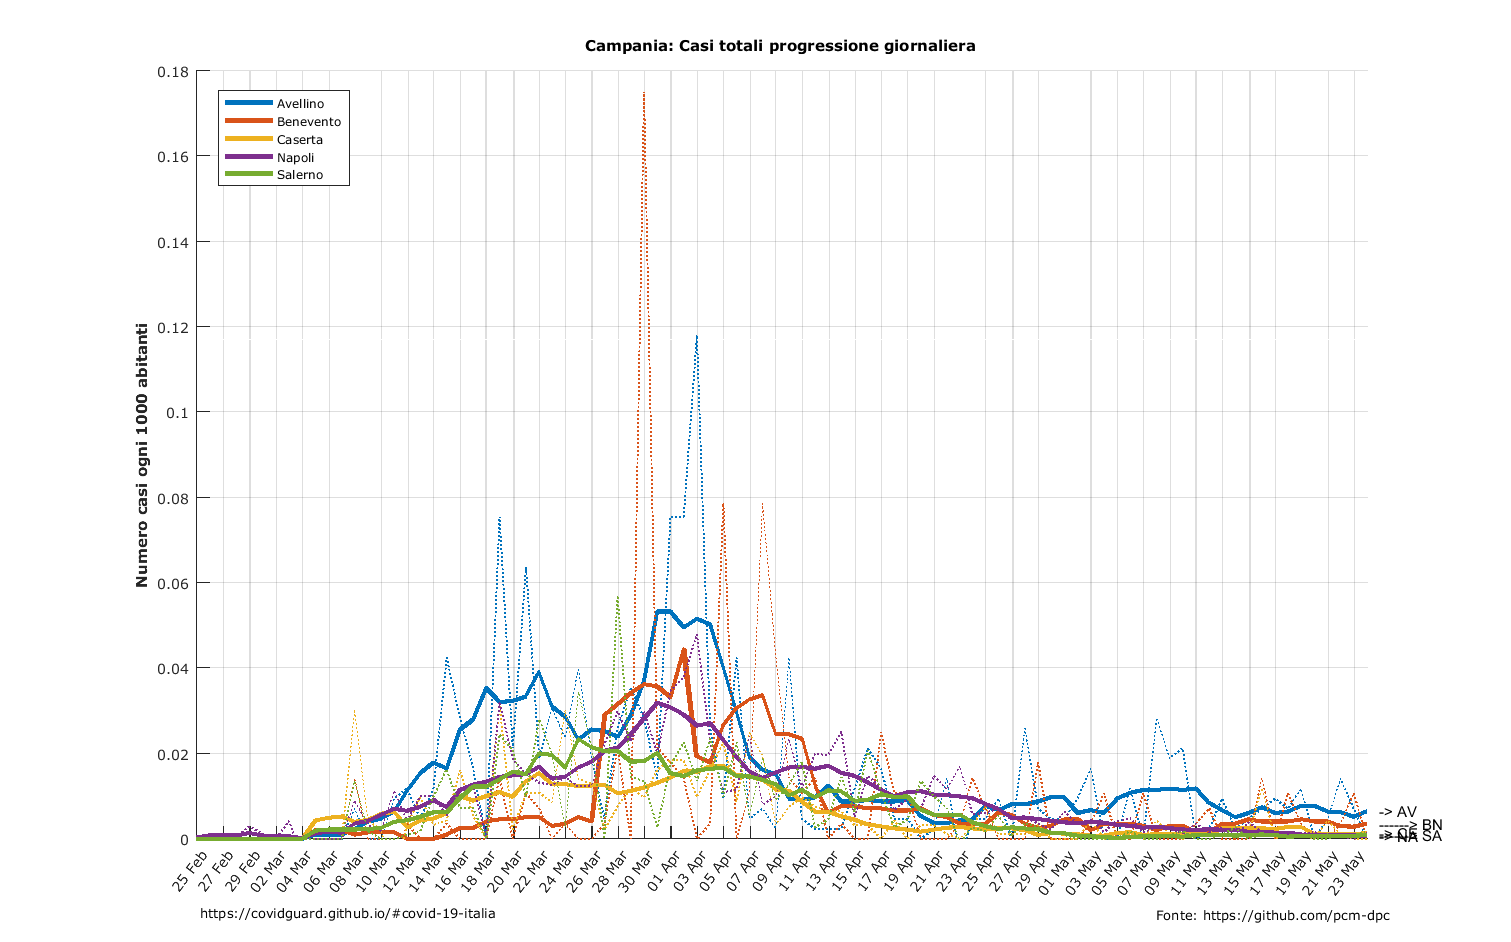 Campania: Casi totali progressione giornaliera
0.18
0.16
0.14
0.12
0.1
0.08
0.06
0.04
0.02
0
Numero casi ogni 1000 abitanti
Avellino
Benevento
Caserta
Napoli
Salerno
-> AV
------> BN
SA
25 Feb
27 Feb
29 Feb
02 Mar
04 Mar
06 Mar
08 Mar
10 Mar
12 Mar
14 Mar
16 Mar
18 Mar
20 Mar
22 Mar
24 Mar
26 Mar
28 Mar
30 Mar
01 Apr
03 Apr
05 Apr
07 Apr
09 Apr
11 Apr
13 Apr
15 Apr
17 Apr
19 Apr
21 Apr
23 Apr
25 Apr
27 Apr
29 Apr
01 May
03 May
05 May
07 May
09 May
11 May
13 May
15 May
17 May
19 May
21 May
23 May
https://covidguard.github.io/#covid-19-italia
Fonte: https://github.com/pcm-dpc